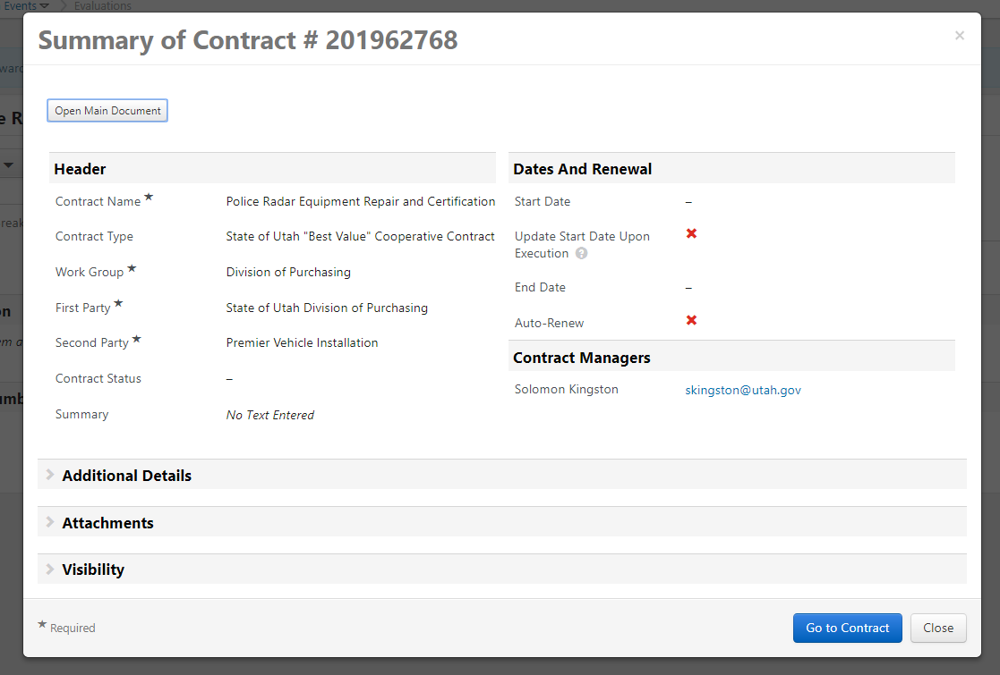 Events
Evaluations
Summary of Contract # 201962768
×
Open Main Document
Header
Contract Name ★
Police Radar Equipment Repair and Certification
Contract Type
State of Utah "Best Value" Cooperative Contract
Work Group ★
Division of Purchasing
First Party ★
State of Utah Division of Purchasing
Second Party ★
Premier Vehicle Installation
Contract Status
–
Summary
No Text Entered
Dates And Renewal
Start Date
–
Update Start Date Upon
Execution ?
End Date
–
Auto-Renew
Contract Managers
Solomon Kingston
skingston@utah.gov
Additional Details
Attachments
Visibility
★ Required
Go to Contract
Close